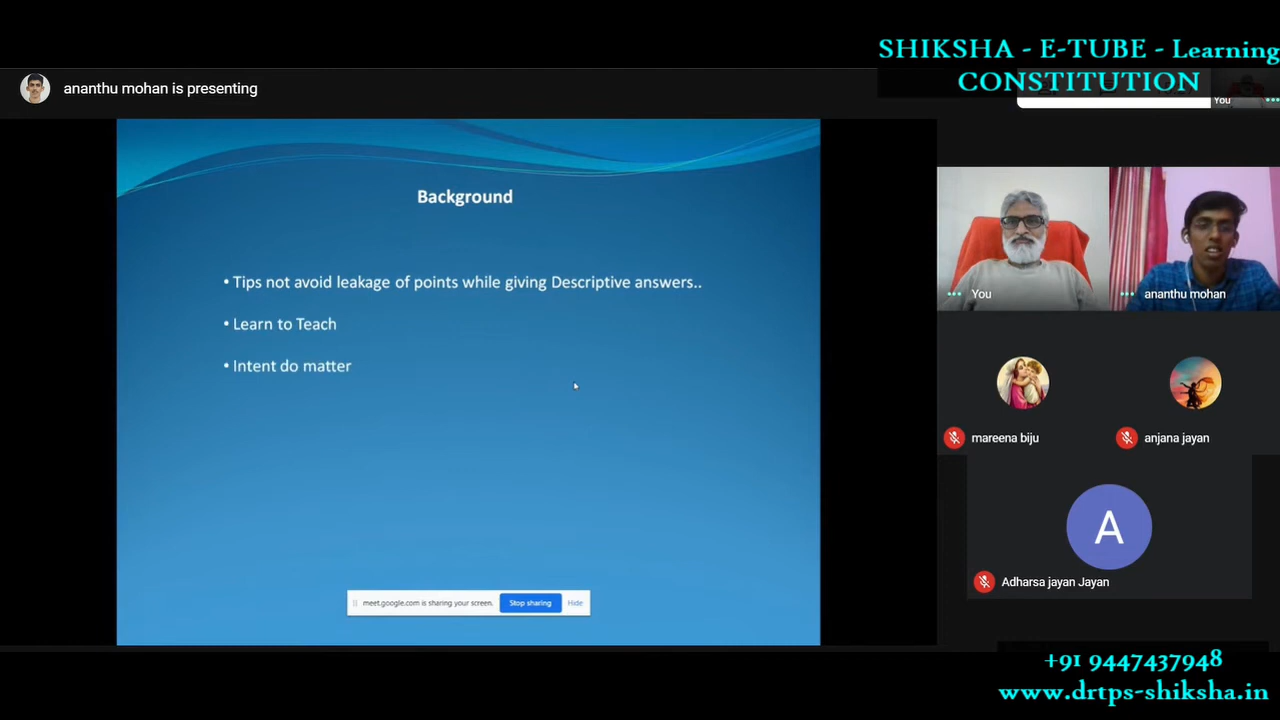 SHIKSHA - E-TUBE - Learning
CONSTITUTION
ananthu mohan is presenting
You
Background
• Tips not avoid leakage of points while giving Descriptive answers..
• Learn to Teach
• Intent do matter
You
ananthu mohan
mareena biju
anjana jayan
A
Adharsa jayan Jayan
meet.google.com is sharing your screen.
Stop sharing
Hide
+91 9447437948
www.drtps-shiksha.in